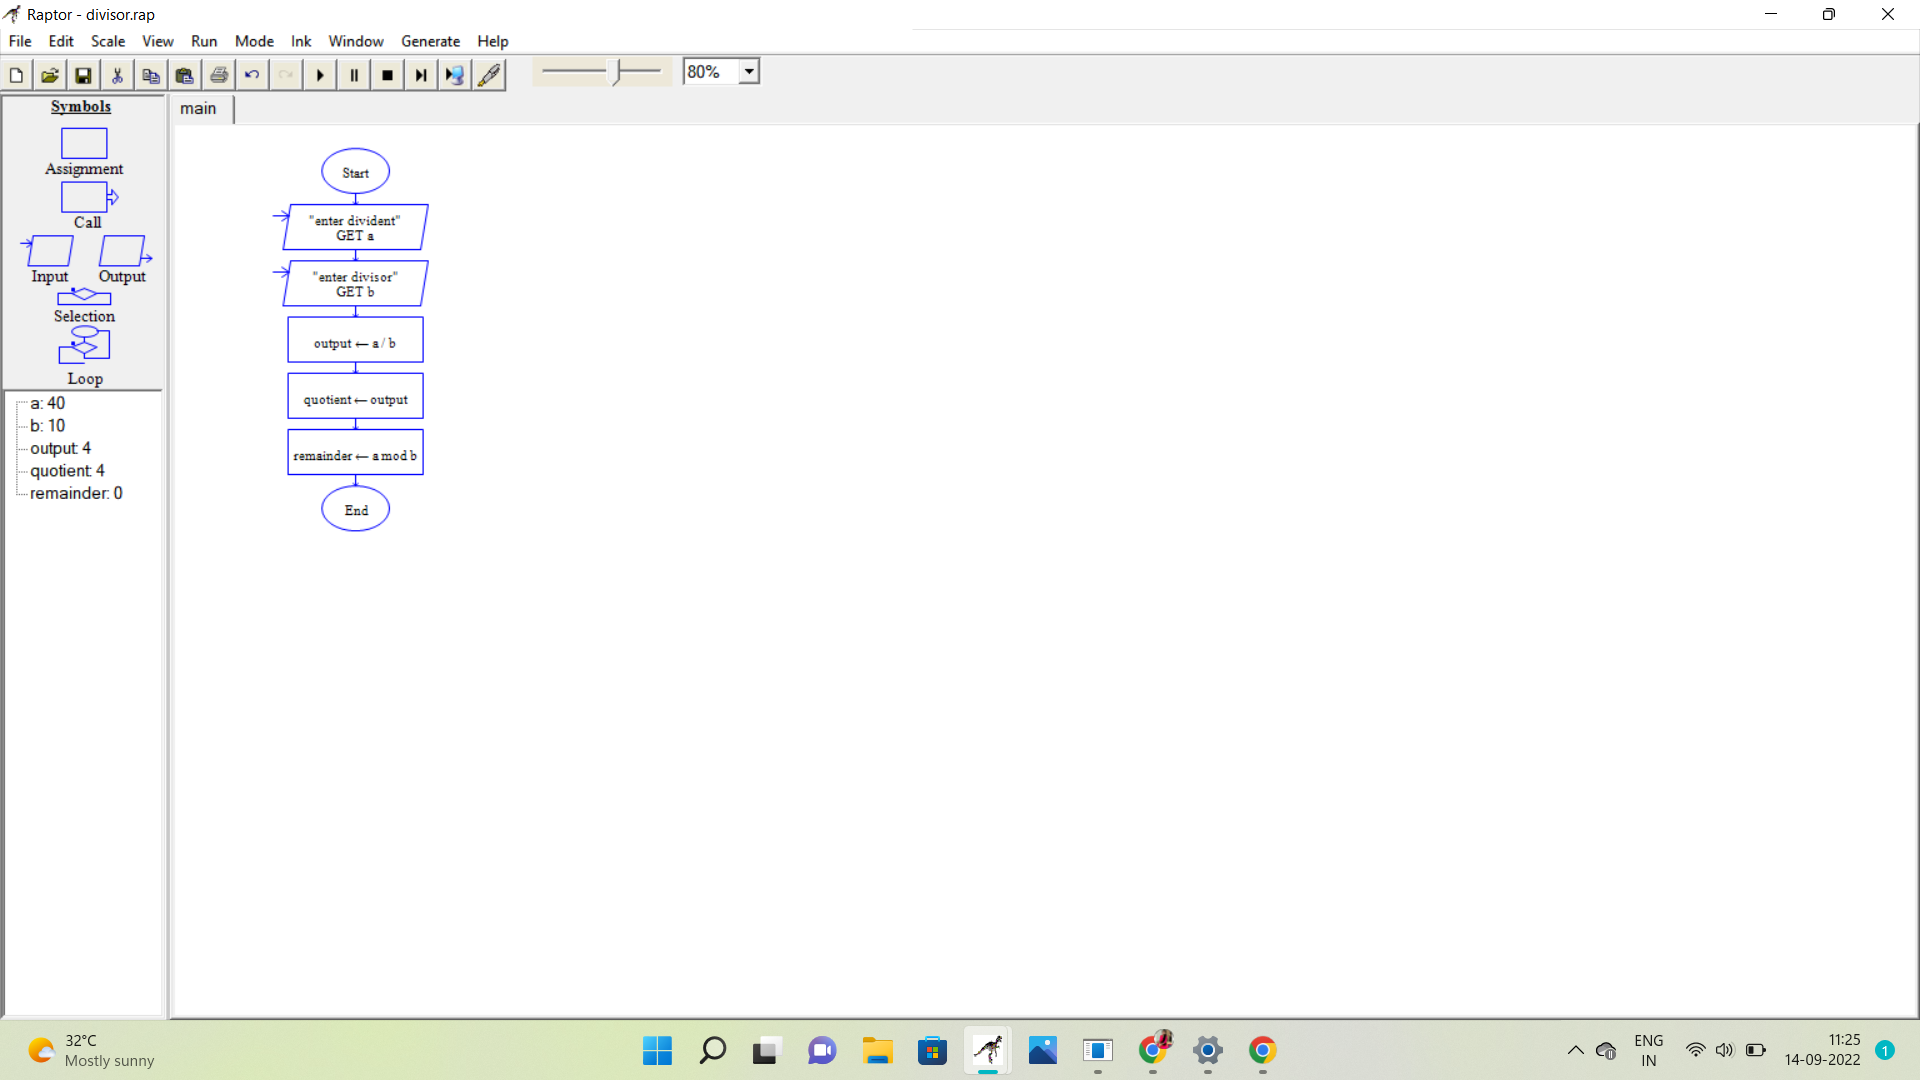 Raptor - divisor.rap
File Edit Scale View Run Mode Ink Window Generate Help
80%
Symbols
Assignment
Call
Input Output
Selection
Loop
a: 40
b: 10
output: 4
quotient: 4
remainder: 0
main
Start
"enter divident"
GET a
"enter divisor"
GET b
output ← a / b
quotient ← output
remainder ← a mod b
End
32°C
Mostly sunny
ENG
IN
11:25
14-09-2022
1